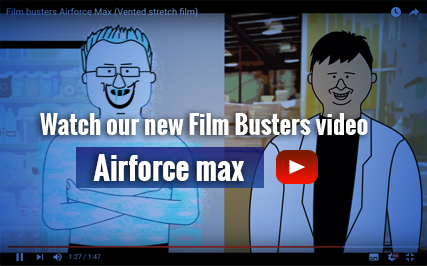 Film busters Airforce Max (Vented stretch film)
Watch our new Film Busters video
Airforce max
1:27 / 1:47